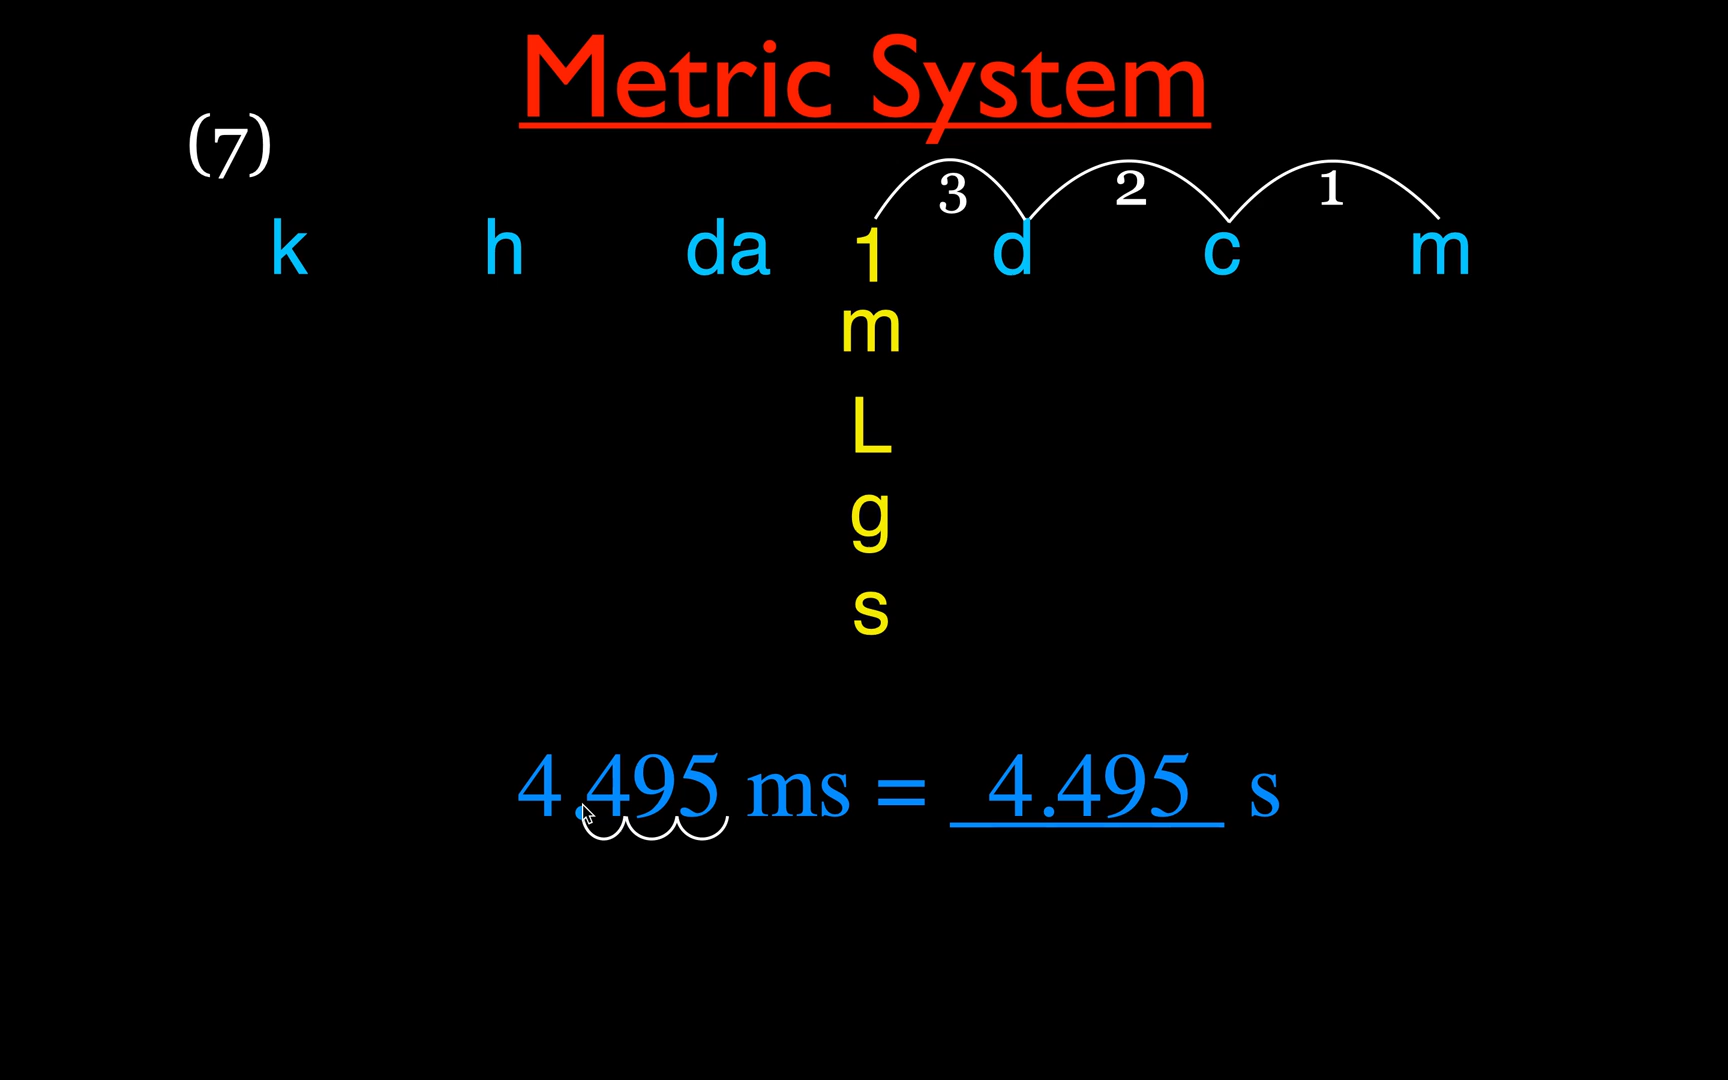 Metric System
(7)
3 2 1
k h da 1 d c m
m
L
g
s
4.495 ms = 4.495 s